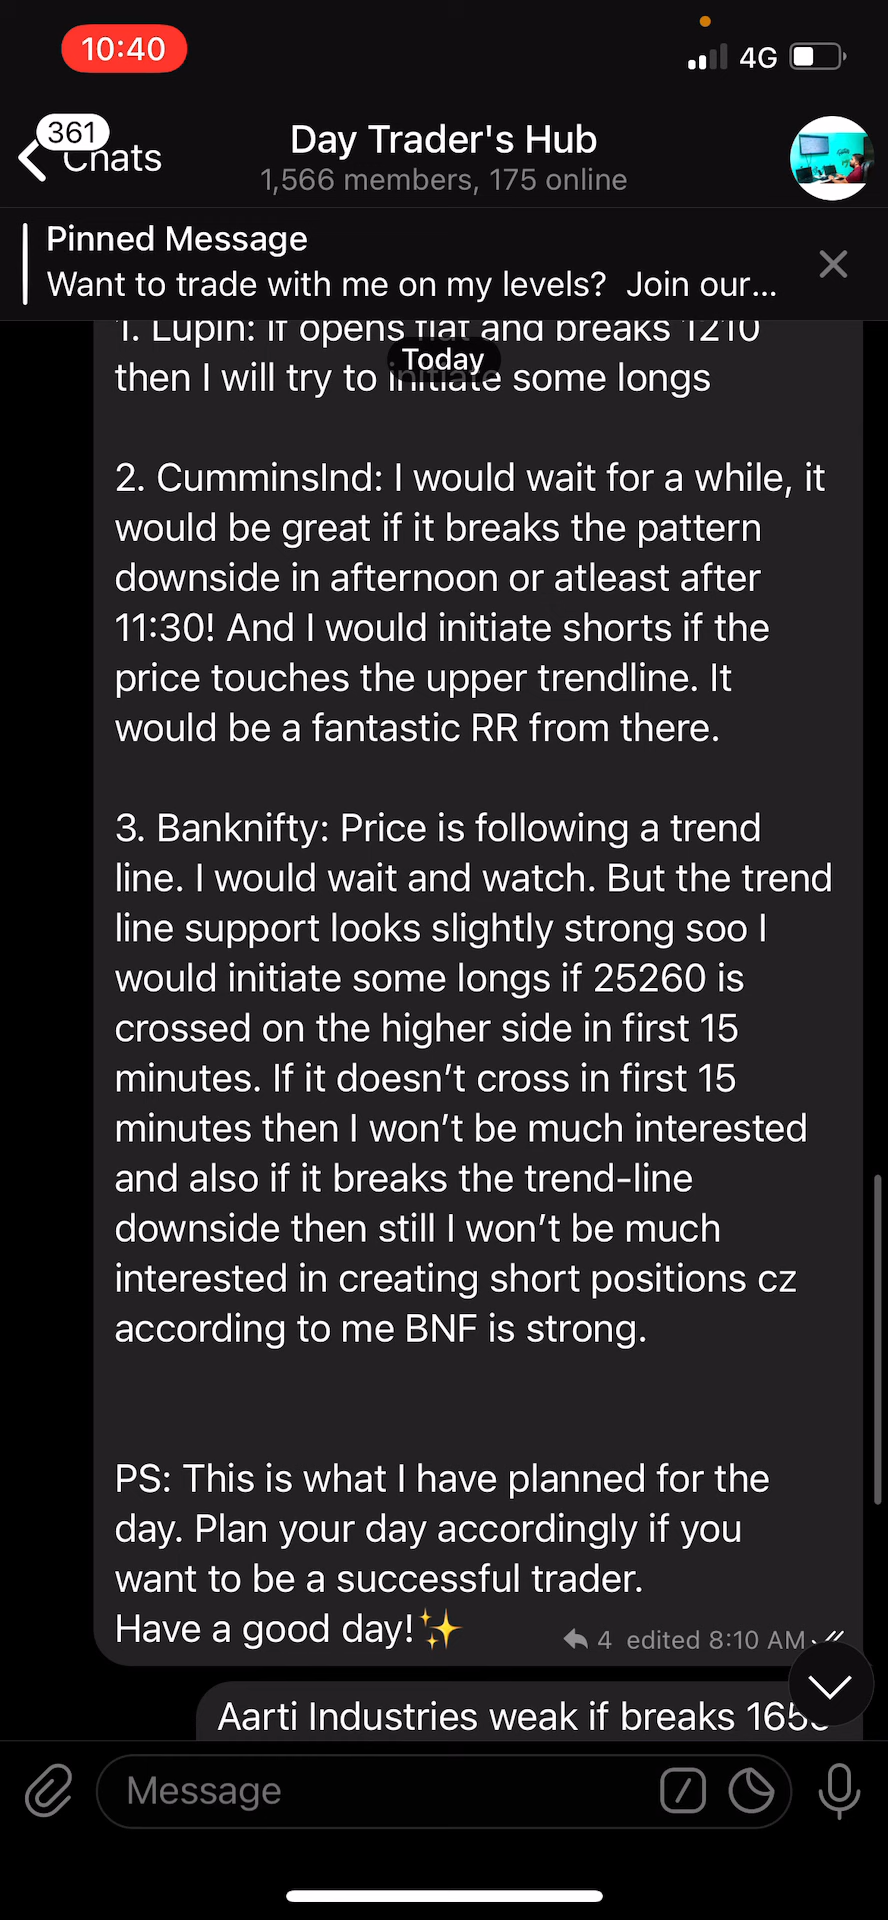 10:40
4G
361
Chats
Day Trader's Hub
1,566 members, 175 online
Pinned Message
Want to trade with me on my levels? Join our...
1. Lupin: If opens flat and breaks 1210
Today
then I will try to initiate some longs
2. CumminsInd: I would wait for a while, it
would be great if it breaks the pattern
downside in afternoon or atleast after
11:30! And I would initiate shorts if the
price touches the upper trendline. It
would be a fantastic RR from there.
3. Banknifty: Price is following a trend
line. I would wait and watch. But the trend
line support looks slightly strong soo I
would initiate some longs if 25260 is
crossed on the higher side in first 15
minutes. If it doesn't cross in first 15
minutes then I won't be much interested
and also if it breaks the trend-line
downside then still I won't be much
interested in creating short positions cz
according to me BNF is strong.
PS: This is what I have planned for the
day. Plan your day accordingly if you
want to be a successful trader.
Have a good day!✨
4 edited 8:10 AM
Aarti Industries weak if breaks
Message